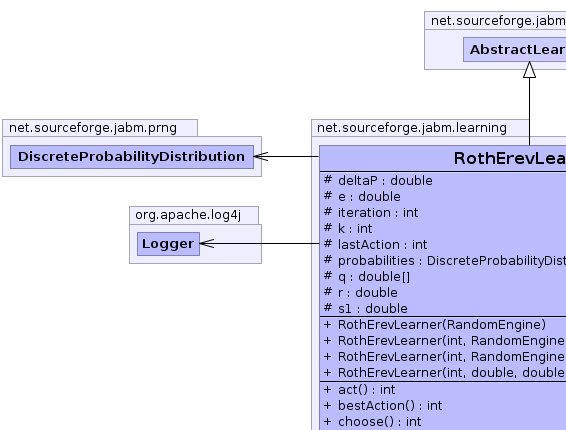 net.sourceforge.jabm
AbstractLear
net.sourceforge.jabm.prng
DiscreteProbabilityDistribution
org.apache.log4j
Logger
net.sourceforge.jabm.learning
RothErevLea
# deltaP : double
# e : double
# iteration : int
# k : int
# lastAction : int
# probabilities : DiscreteProbabilityDist
# q : double[]
# r : double
# s1 : double
+ RothErevLearner(RandomEngine)
+ RothErevLearner(int, RandomEngine
+ RothErevLearner(int, RandomEngine
+ RothErevLearner(int, double, double
+ act() : int
+ bestAction() : int
+ choose() : int